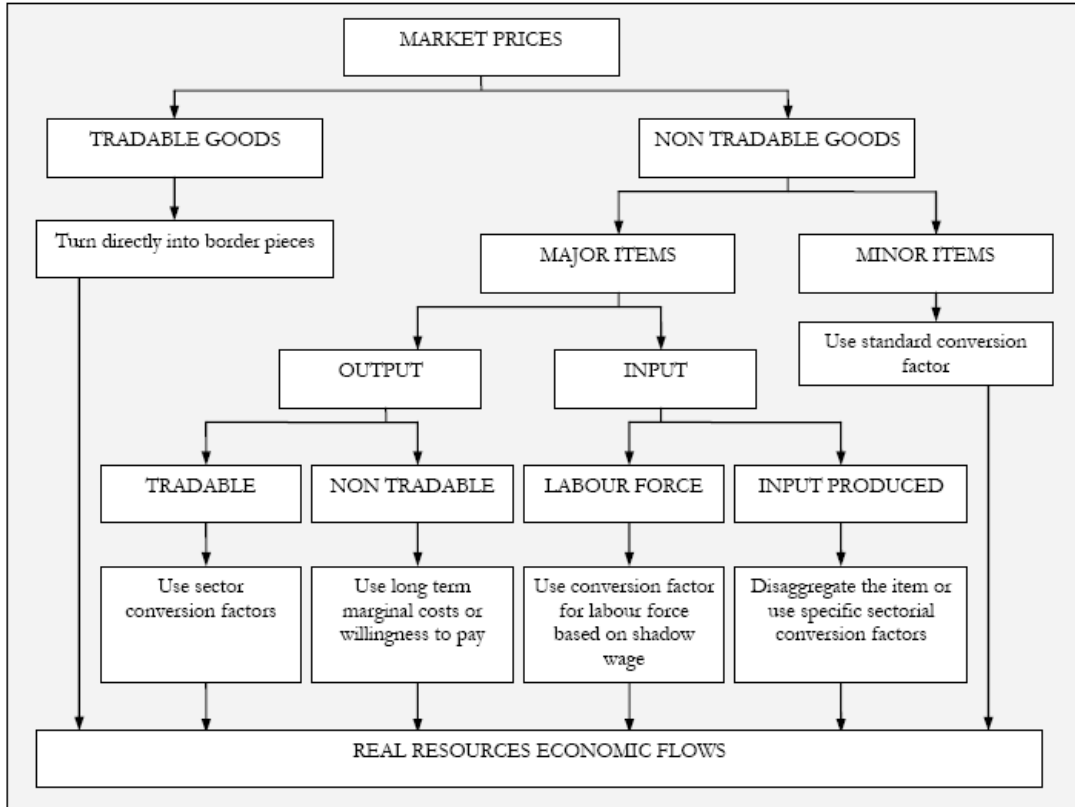 MARKET PRICES
TRADABLE GOODS
NON TRADABLE GOODS
Turn directly into border pieces
MAJOR ITEMS
MINOR ITEMS
Use standard conversion
factor
OUTPUT
INPUT
TRADABLE
NON TRADABLE
LABOUR FORCE
INPUT PRODUCED
Use sector
conversion factors
Use long term
marginal costs or
willingness to pay
Use conversion factor
for labour force
based on shadow
wage
Disaggregate the item or
use specific sectorial
conversion factors
REAL RESOURCES ECONOMIC FLOWS